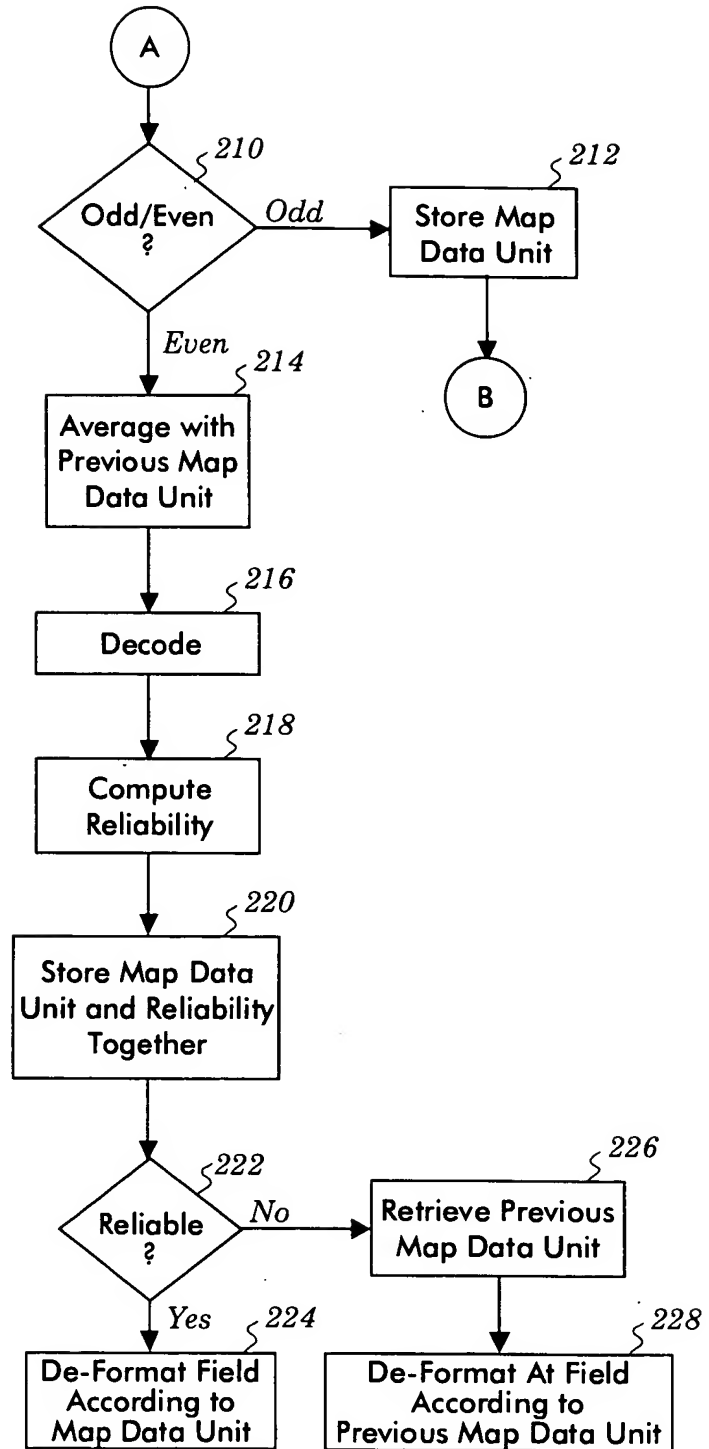 A
210
Odd/Even
?
Odd
212
Store Map
Data Unit
Even
B
214
Average with
Previous Map
Data Unit
216
Decode
218
Compute
Reliability
220
Store Map Data
Unit and Reliability
Together
222
Reliable
?
No
226
Retrieve Previous
Map Data Unit
Yes
224
De-Format Field
According to
Map Data Unit
228
De-Format At Field
According to
Previous Map Data Unit